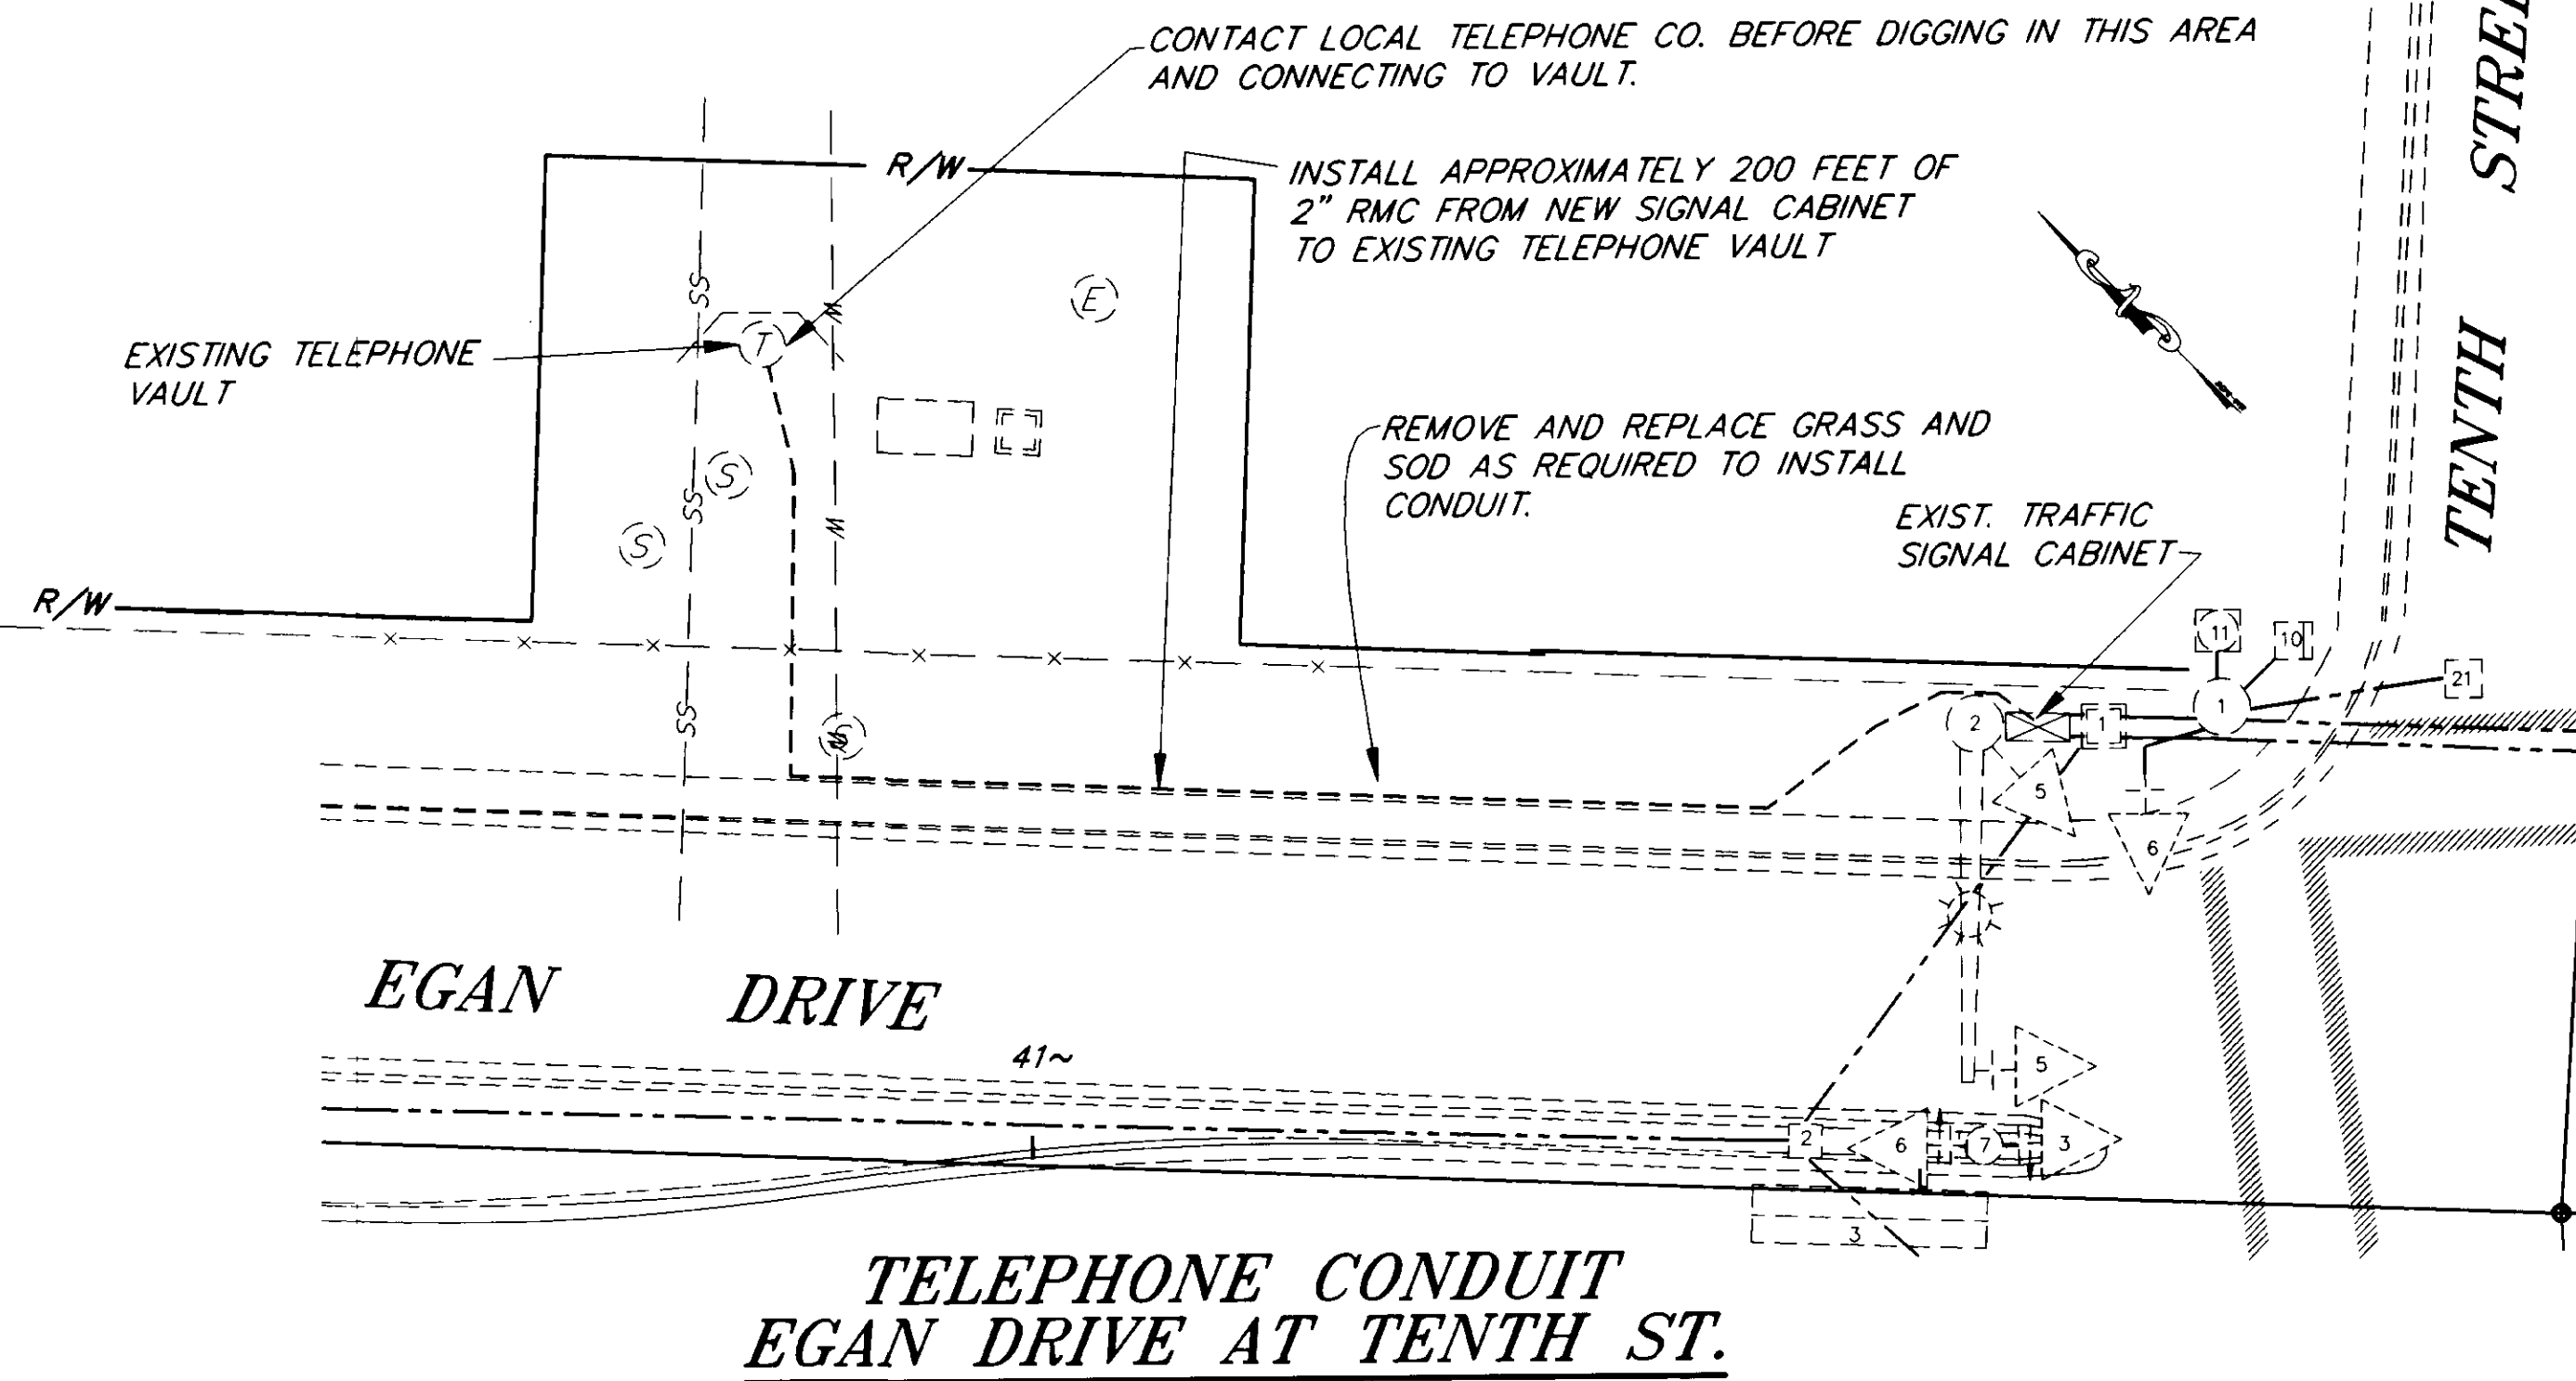 CONTACT LOCAL TELEPHONE CO. BEFORE DIGGING IN THIS AREA
AND CONNECTING TO VAULT.
R/W
INSTALL APPROXIMATELY 200 FEET OF
2" RMC FROM NEW SIGNAL CABINET
TO EXISTING TELEPHONE VAULT
TENTH STREE
SS
W
E
EXISTING TELEPHONE
VAULT
T
REMOVE AND REPLACE GRASS AND
SOD AS REQUIRED TO INSTALL
CONDUIT.
S
SS
W
S
EXIST. TRAFFIC
SIGNAL CABINET
R/W
11
10
21
SS
S
W
2
1
1
5
6
EGAN DRIVE
41~
5
2
6
7
3
3
TELEPHONE CONDUIT
EGAN DRIVE AT TENTH ST.